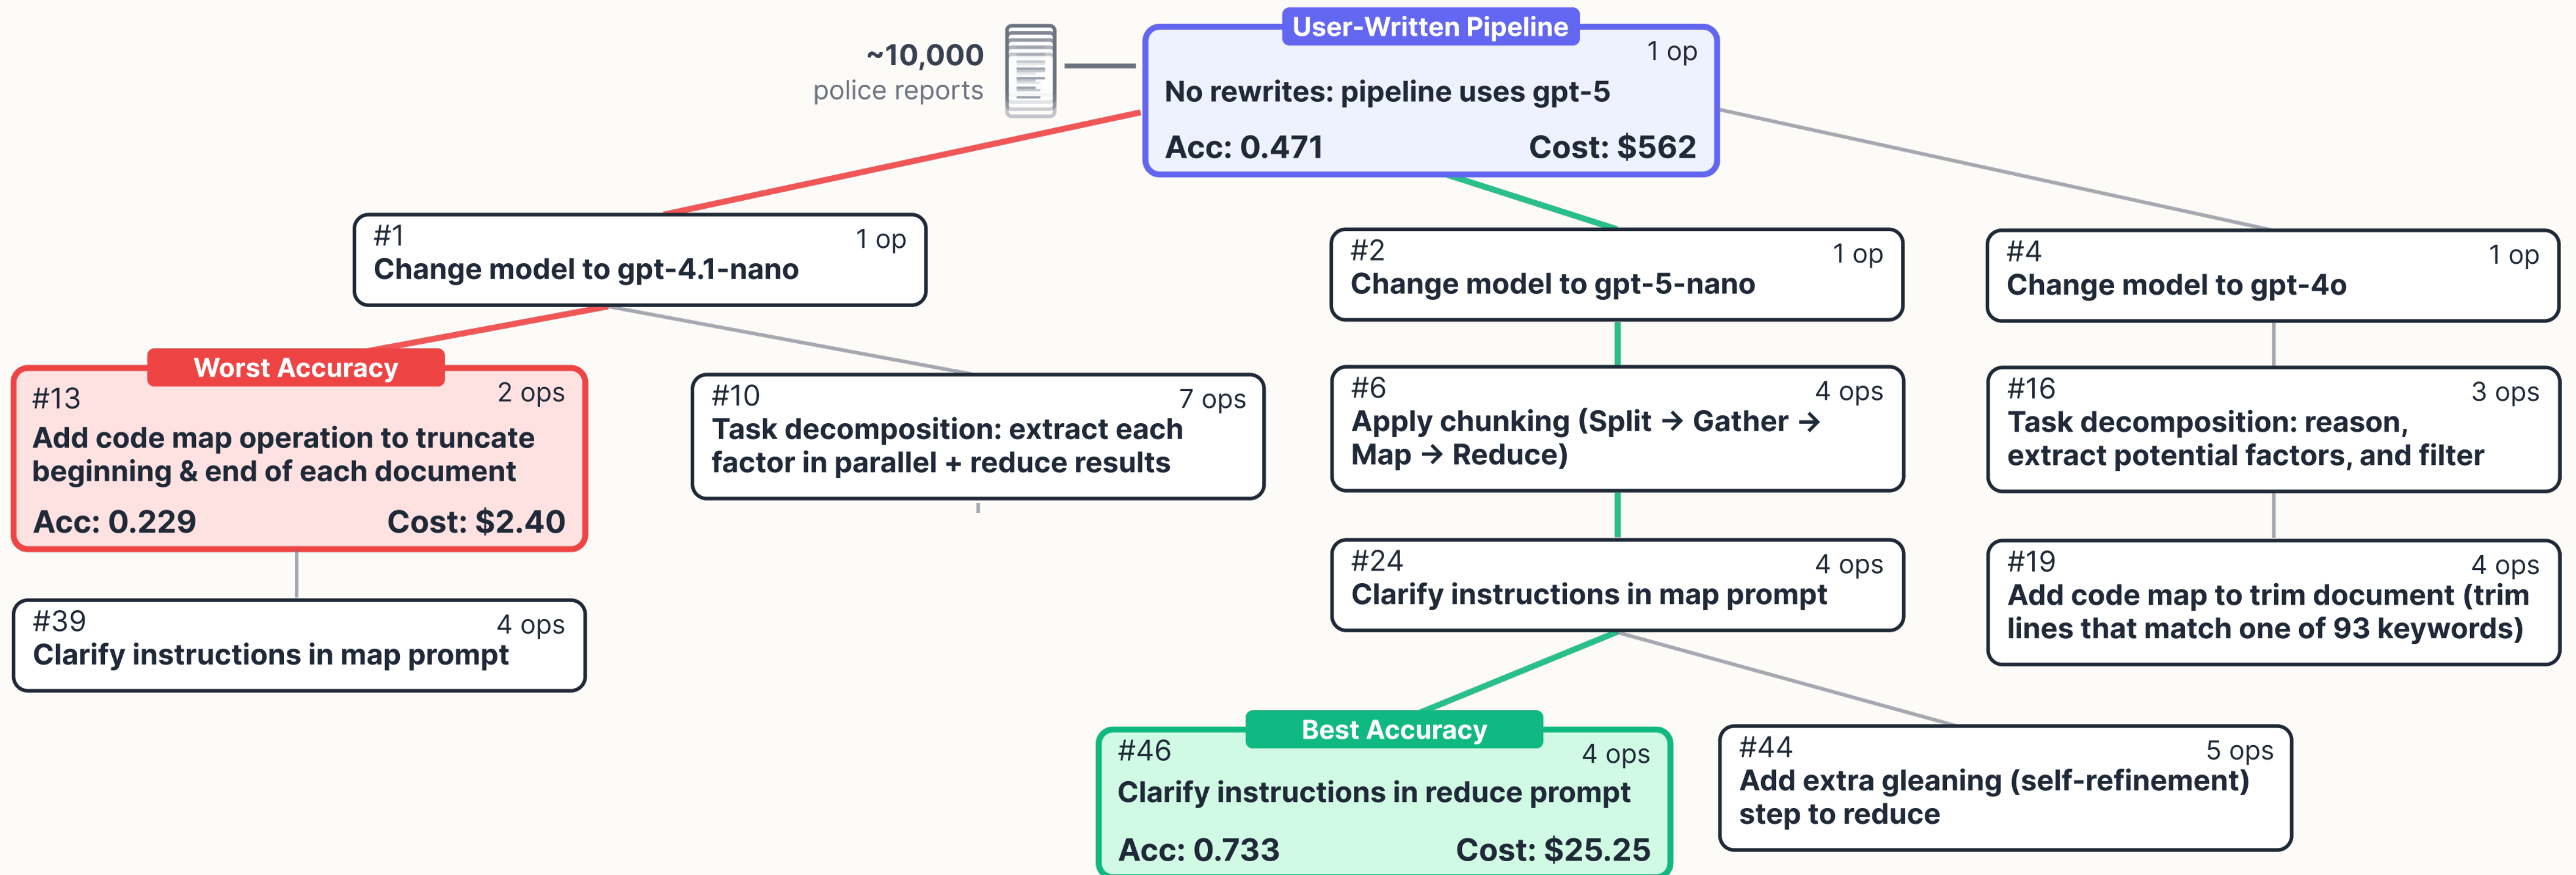 User-Written Pipeline
~10,000
police reports
1 op
No rewrites: pipeline uses gpt-5
Acc: 0.471 Cost: $562
#1 1 op
Change model to gpt-4.1-nano
#2 1 op
Change model to gpt-5-nano
#4 1 op
Change model to gpt-4o
Worst Accuracy
#13 2 ops
Add code map operation to truncate
beginning & end of each document
Acc: 0.229 Cost: $2.40
#10 7 ops
Task decomposition: extract each
factor in parallel + reduce results
#6 4 ops
Apply chunking (Split → Gather →
Map → Reduce)
#16 3 ops
Task decomposition: reason,
extract potential factors, and filter
#39 4 ops
Clarify instructions in map prompt
#24 4 ops
Clarify instructions in map prompt
#19 4 ops
Add code map to trim document (trim
lines that match one of 93 keywords)
Best Accuracy
#46 4 ops
Clarify instructions in reduce prompt
Acc: 0.733 Cost: $25.25
#44 5 ops
Add extra gleaning (self-refinement)
step to reduce